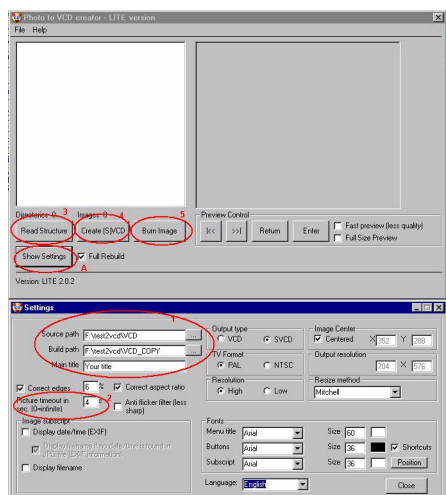 Photo to VCD creator - LITE version
File Help
Directories: 0 3 Images: 0 4 5 Preview Control
Read Structure Create (S)VCD Burn Image |<< >>| Return Enter Fast preview (less quality)
Full Size Preview
Show Settings Full Rebuild
A
Version: LITE 2.0.2
Settings
1
Source path F:\test2vcd\VCD ...
Build path F:\test2vcd\VCD_COPY ...
Main title Your title
Output type
VCD SVCD
TV Format
PAL NTSC
Resolution
High Low
Image Center
Centered X 352 Y 288
Output resolution
704 X 576
Resize method
Mitchell
Correct edges 6 % Correct aspect ratio
Picture timeout in sec. (0=infinite) 4 2 Anti flicker filter (less sharp)
Image subscript
Display date/time (EXIF)
Display filename
Fonts
Menu title Arial Size 60
Buttons Arial Size 36 Shortcuts
Subscript Arial Size 36 Position
Language: English Close